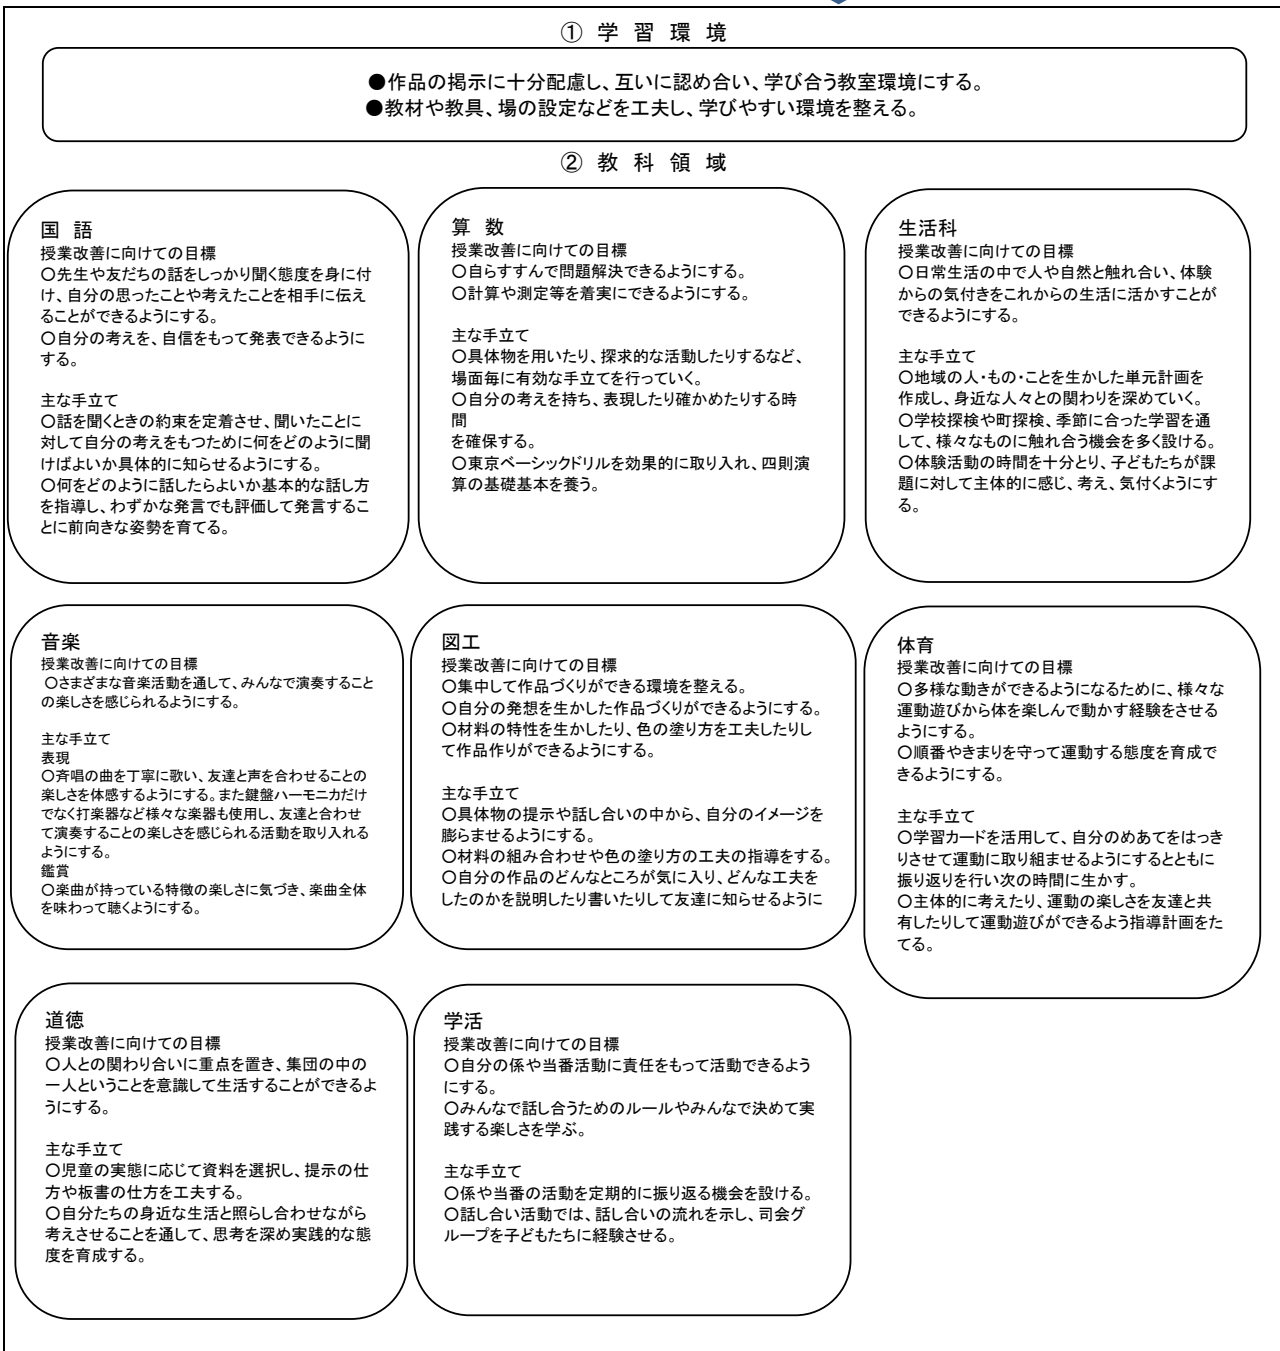 ① 学 習 環 境
●作品の掲示に十分配慮し、互いに認め合い、学び合う教室環境にする。
●教材や教具、場の設定などを工夫し、学びやすい環境を整える。
② 教 科 領 域
国 語
授業改善に向けての目標
○先生や友だちの話をしっかり聞く態度を身に付
け、自分の思ったことや考えたことを相手に伝え
ることができるようにする。
○自分の考えを、自信をもって発表できるように
する。
主な手立て
○話を聞くときの約束を定着させ、聞いたことに
対して自分の考えをもつために何をどのように聞
けばよいか具体的に知らせるようにする。
○何をどのように話したらよいか基本的な話し方
を指導し、わずかな発言でも評価して発言するこ
とに前向きな姿勢を育てる。
算 数
授業改善に向けての目標
○自らすすんで問題解決できるようにする。
○計算や測定等を着実にできるようにする。
主な手立て
○具体物を用いたり、探求的な活動したりするなど、
場面毎に有効な手立てを行っていく。
○自分の考えを持ち、表現したり確かめたりする時
間
を確保する。
○東京ベーシックドリルを効果的に取り入れ、四則演
算の基礎基本を養う。
生活科
授業改善に向けての目標
○日常生活の中で人や自然と触れ合い、体験
からの気付きをこれからの生活に活かすことが
できるようにする。
主な手立て
○地域の人・もの・ことを生かした単元計画を
作成し、身近な人々との関わりを深めていく。
○学校探検や町探検、季節に合った学習を通
して、様々なものに触れ合う機会を多く設ける。
○体験活動の時間を十分とり、子どもたちが課
題に対して主体的に感じ、考え、気付くようにす
る。
音楽
授業改善に向けての目標
○さまざまな音楽活動を通して、みんなで演奏すること
の楽しさを感じられるようにする。
主な手立て
表現
○斉唱の曲を丁寧に歌い、友達と声を合わせることの
楽しさを体感するようにする。また鍵盤ハーモニカだけ
でなく打楽器など様々な楽器も使用し、友達と合わせ
て演奏することの楽しさを感じられる活動を取り入れる
ようにする。
鑑賞
○楽曲が持っている特徴の楽しさに気づき、楽曲全体
を味わって聴くようにする。
図工
授業改善に向けての目標
○集中して作品づくりができる環境を整える。
○自分の発想を生かした作品づくりができるようにする。
○材料の特性を生かしたり、色の塗り方を工夫したりし
て作品作りができるようにする。
主な手立て
○具体物の提示や話し合いの中から、自分のイメージを
膨らませるようにする。
○材料の組み合わせや色の塗り方の工夫の指導をする。
○自分の作品のどんなところが気に入り、どんな工夫を
したのかを説明したり書いたりして友達に知らせるように
体育
授業改善に向けての目標
○多様な動きができるようになるために、様々な
運動遊びから体を楽しんで動かす経験をさせる
ようにする。
○順番やきまりを守って運動する態度を育成で
きるようにする。
主な手立て
○学習カードを活用して、自分のめあてをはっき
りさせて運動に取り組ませるようにするとともに
振り返りを行い次の時間に生かす。
○主体的に考えたり、運動の楽しさを友達と共
有したりして運動遊びができるよう指導計画をた
てる。
道徳
授業改善に向けての目標
○人との関わり合いに重点を置き、集団の中の
一人ということを意識して生活することができるよ
うにする。
主な手立て
○児童の実態に応じて資料を選択し、提示の仕
方や板書の仕方を工夫する。
○自分たちの身近な生活と照らし合わせながら
考えさせることを通して、思考を深め実践的な態
度を育成する。
学活
授業改善に向けての目標
○自分の係や当番活動に責任をもって活動できるよう
にする。
○みんなで話し合うためのルールやみんなで決めて実
践する楽しさを学ぶ。
主な手立て
○係や当番の活動を定期的に振り返る機会を設ける。
○話し合い活動では、話し合いの流れを示し、司会グ
ループを子どもたちに経験させる。